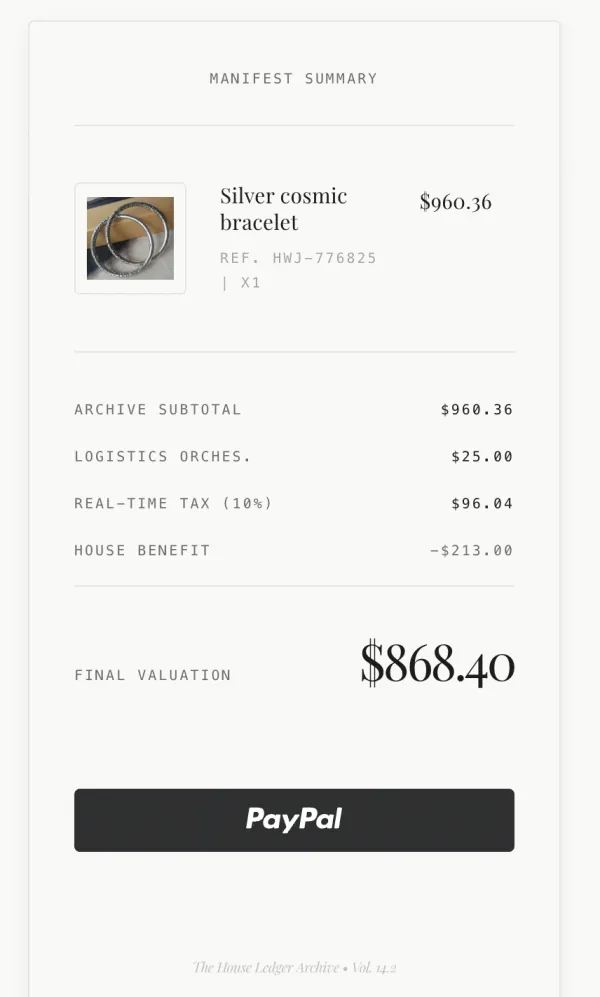 MANIFEST SUMMARY
Silver cosmic
bracelet
$960.36
REF. HWJ-776825
| X1
ARCHIVE SUBTOTAL $960.36
LOGISTICS ORCHES. $25.00
REAL-TIME TAX (10%) $96.04
HOUSE BENEFIT -$213.00
FINAL VALUATION $868.40
PayPal
The House Ledger Archive • Vol. 14.2